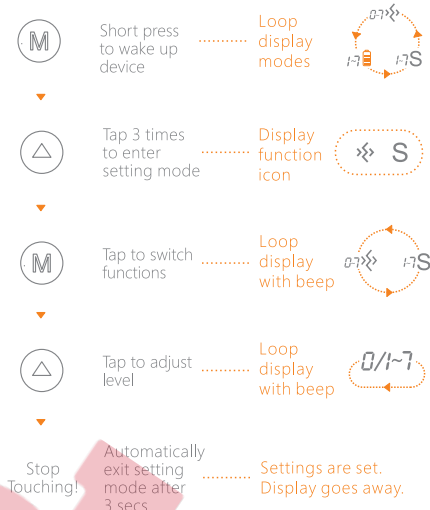 M
Short press
to wake up
device
Loop
display
modes
0-7
1-7
1-7S
Tap 3 times
to enter
setting mode
Display
function
icon
S
M
Tap to switch
functions
Loop
display
with beep
0-7
1-7S
Tap to adjust
level
Loop
display
with beep
0/1~7
Stop
Touching!
Automatically
exit setting
mode after
3 secs
Settings are set.
Display goes away.